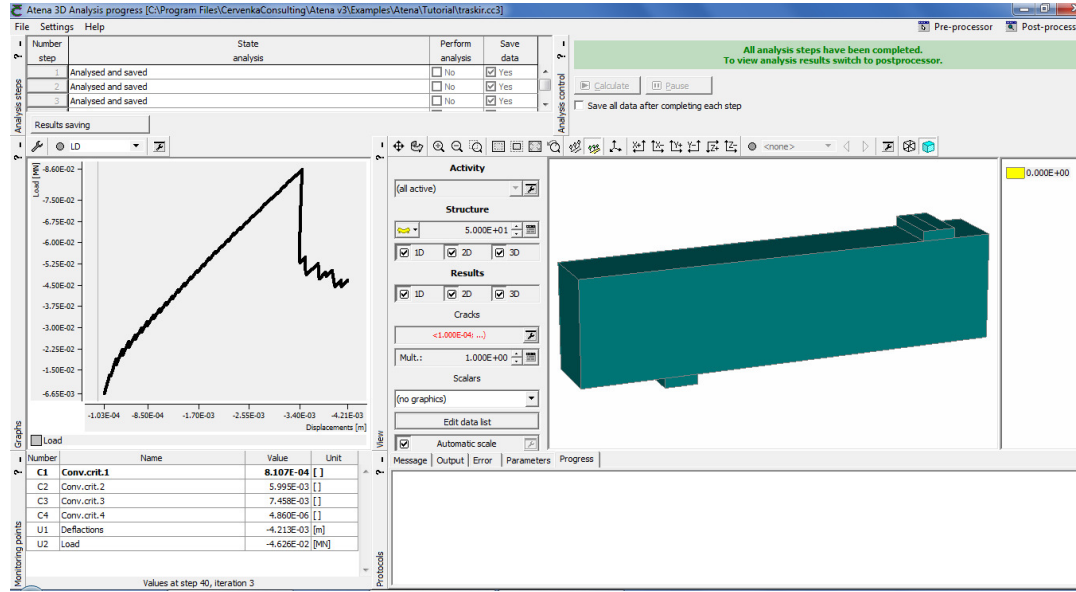 Atena 3D Analysis progress [C:\Program Files\CervenkaConsulting\Atena v3\Examples\Atena\Tutorial\traskir.cc3]
File Settings Help
Pre-processor
Post-process
Number step
State analysis
Perform analysis
Save data
1 Analysed and saved No Yes
2 Analysed and saved No Yes
3 Analysed and saved No Yes
Results saving
Analysis steps
Analysis control
All analysis steps have been completed.
To view analysis results switch to postprocessor.
Calculate
Pause
Save all data after completing each step
LD
<none>
Load [MN]
-8.60E-02
-7.50E-02
-6.75E-02
-6.00E-02
-5.25E-02
-4.50E-02
-3.75E-02
-3.00E-02
-2.25E-02
-1.50E-02
-6.65E-03
-1.03E-04 -8.50E-04 -1.70E-03 -2.55E-03 -3.40E-03 -4.21E-03
Displacements [m]
Load
Graphs
Activity
(all active)
Structure
5.000E+01
1D 2D 3D
Results
1D 2D 3D
Cracks
<1.000E-04; ...)
Mult.: 1.000E+00
Scalars
(no graphics)
Edit data list
Automatic scale
View
0.000E+00
Number Name Value Unit
C1 Conv.crit.1 8.107E-04 [ ]
C2 Conv.crit.2 5.995E-03 [ ]
C3 Conv.crit.3 7.458E-03 [ ]
C4 Conv.crit.4 4.860E-06 [ ]
U1 Deflactions -4.213E-03 [m]
U2 Load -4.626E-02 [MN]
Values at step 40, iteration 3
Monitoring points
Message Output Error Parameters Progress
Protocols